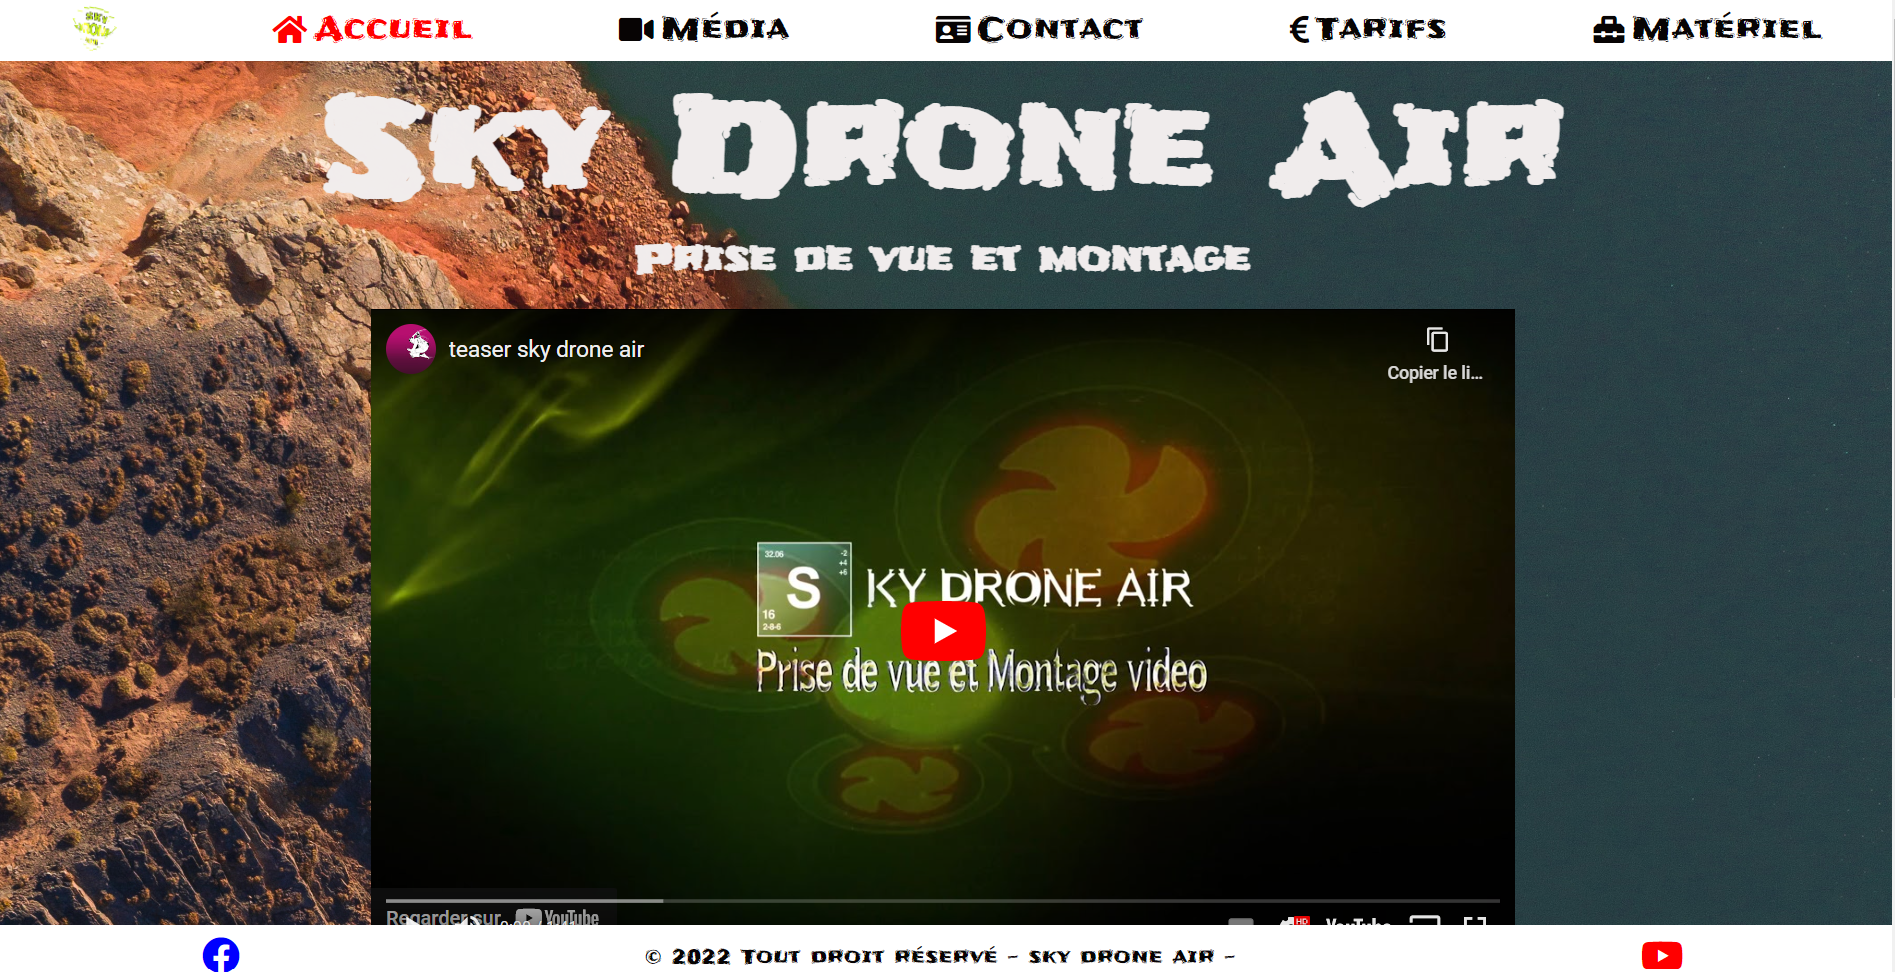 Accueil
Média
Contact
€ Tarifs
Matériel
Sky Drone Air
Prise de vue et montage
teaser sky drone air
Copier le li...
32.06
-2
+4
+6
S
16
2-8-6
KY DRONE AIR
Prise de vue et Montage video
Regarder sur YouTube
HD
YouTube
© 2022 Tout droit réservé - sky drone air -